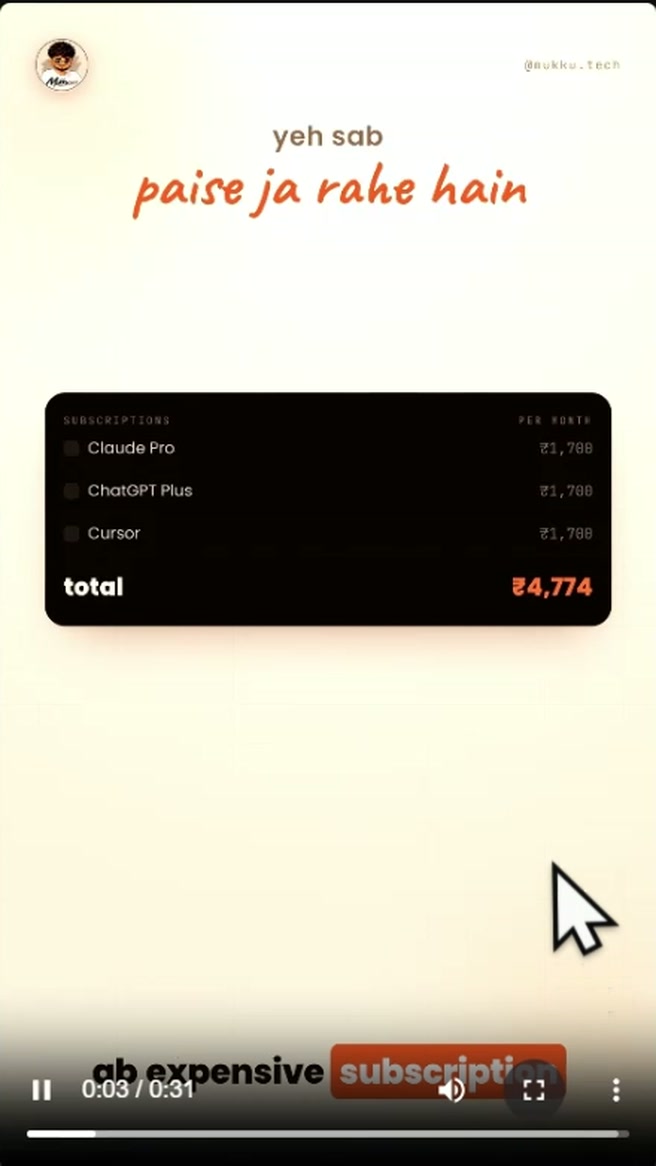 @mukku.tech
yeh sab
paise ja rahe hain
SUBSCRIPTIONS PER MONTH
Claude Pro ₹1,700
ChatGPT Plus ₹1,700
Cursor ₹1,700
total ₹4,774
ab expensive subscription
0:03 / 0:31